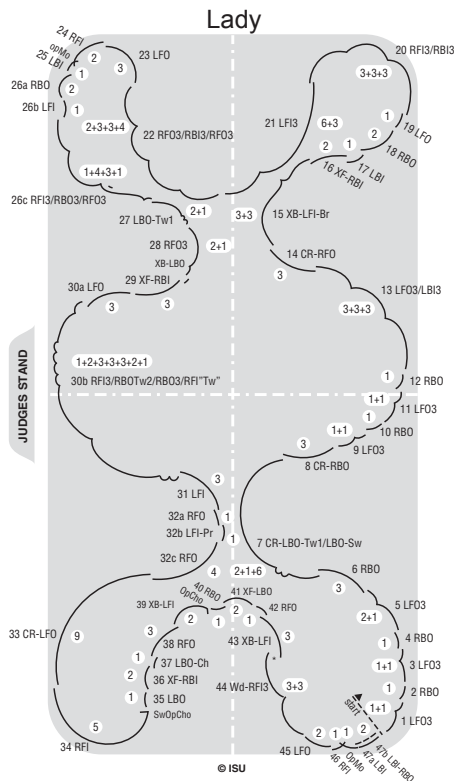 Lady
24 RFI
opMo
25 LBI
26a RBO
26b LFI
2
1
2
1
3
23 LFO
2+3+3+4
22 RFO3/RBI3/RFO3
1+4+3+1
26c RFI3/RBO3/RFO3
27 LBO-Tw1
2+1
28 RFO3
2+1
XB-LBO
29 XF-RBI
30a LFO
3
3
1+2+3+3+3+2+1
30b RFI3/RBOTw2/RBO3/RFI"Tw"
JUDGES STAND
20 RFI3/RBI3
3+3+3
21 LFI3
6+3
1
19 LFO
2
18 RBO
1
17 LBI
2
16 XF-RBI
3+3
15 XB-LFI-Br
14 CR-RFO
3
13 LFO3/LBI3
3+3+3
1
12 RBO
1+1
11 LFO3
1
10 RBO
1+1
9 LFO3
3
8 CR-RBO
3
31 LFI
32a RFO
1
32b LFI-Pr
1
7 CR-LBO-Tw1/LBO-Sw
32c RFO
4
2+1+6
6 RBO
3
5 LFO3
2+1
4 RBO
1
3 LFO3
1+1
2 RBO
1
1+1
1 LFO3
start
40 RBO
OpCho
41 XF-LBO
42 RFO
39 XB-LFI
2
1
2
1
43 XB-LFI
3
33 CR-LFO
9
3
38 RFO
1
37 LBO-Ch
2
36 XF-RBI
1
35 LBO
SwOpCho
5
34 RFI
*
44 Wd-RFI3
3+3
2
1
1
2
45 LFO
46 RFI
OpMo
47a LBI
47b LBI-RBO
© ISU